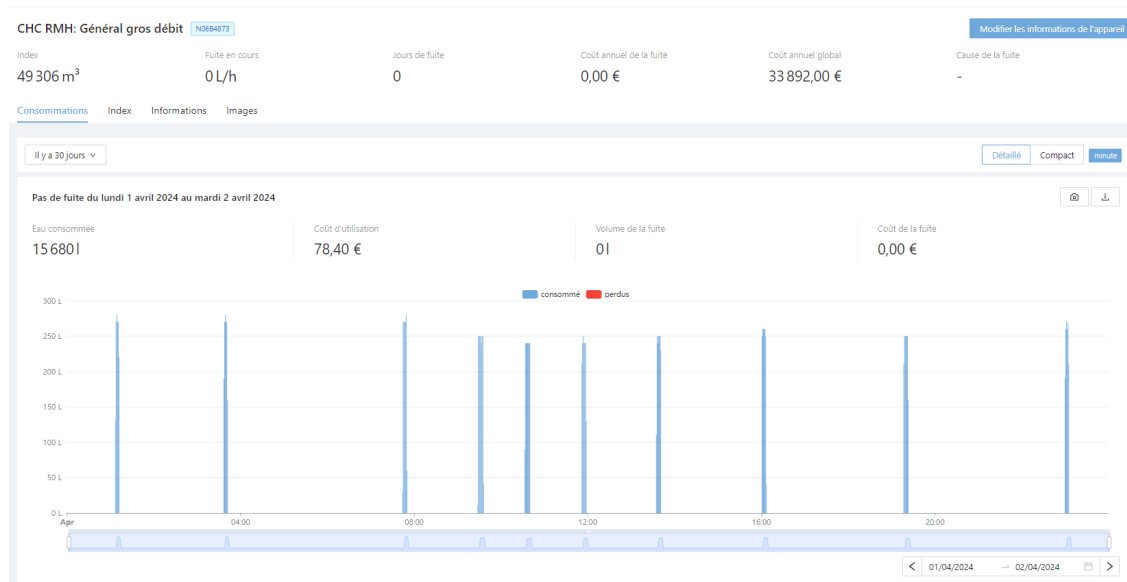 CHC RMH: Général gros débit N06B4873
Modifier les informations de l'appareil
Index Fuite en cours Jours de fuite Coût annuel de la fuite Coût annuel global Cause de la fuite
49 306 m³ 0 L/h 0 0,00 € 33 892,00 € -
Consommations Index Informations Images
Il y a 30 jours Détaillé Compact minute
Pas de fuite du lundi 1 avril 2024 au mardi 2 avril 2024
Eau consommée Coût d'utilisation Volume de la fuite Coût de la fuite
15 680 l 78,40 € 0 l 0,00 €
consommé perdus
300 L
250 L
200 L
150 L
100 L
50 L
0 L
Apr 04:00 08:00 12:00 16:00 20:00
01/04/2024 → 02/04/2024